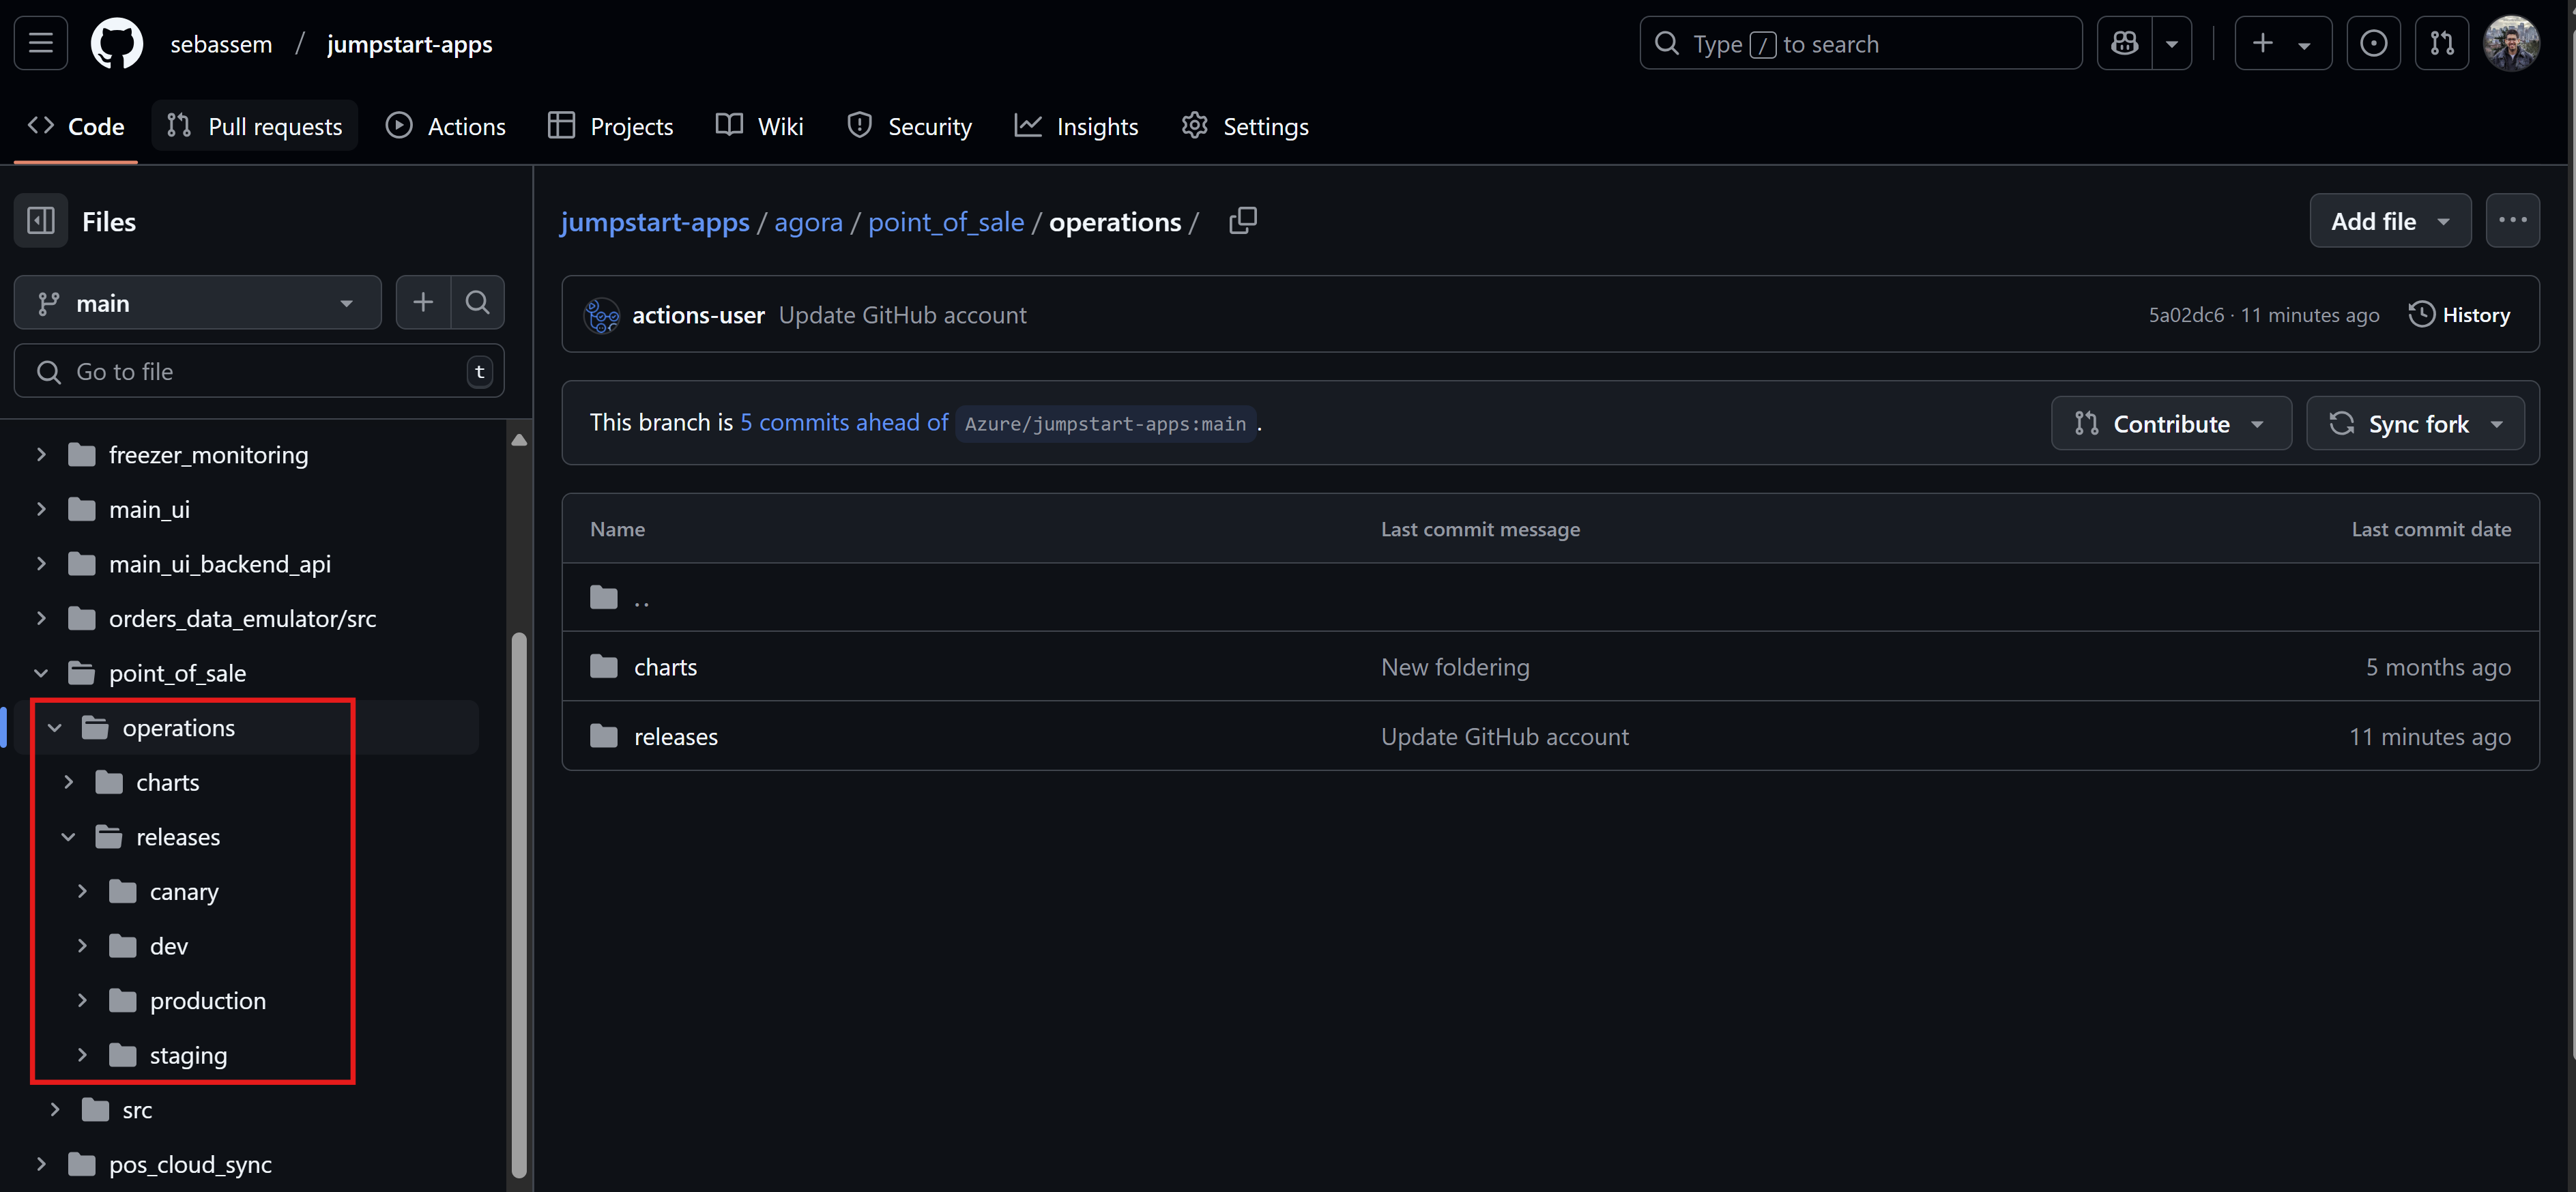 sebassem / jumpstart-apps
Type / to search
Code Pull requests Actions Projects Wiki Security Insights Settings
Files
main
Go to file t
freezer_monitoring
main_ui
main_ui_backend_api
orders_data_emulator/src
point_of_sale
operations
charts
releases
canary
dev
production
staging
src
pos_cloud_sync
jumpstart-apps / agora / point_of_sale / operations /
Add file
actions-user Update GitHub account
5a02dc6 · 11 minutes ago History
This branch is 5 commits ahead of Azure/jumpstart-apps:main .
Contribute Sync fork
Name Last commit message Last commit date
..
charts New foldering 5 months ago
releases Update GitHub account 11 minutes ago